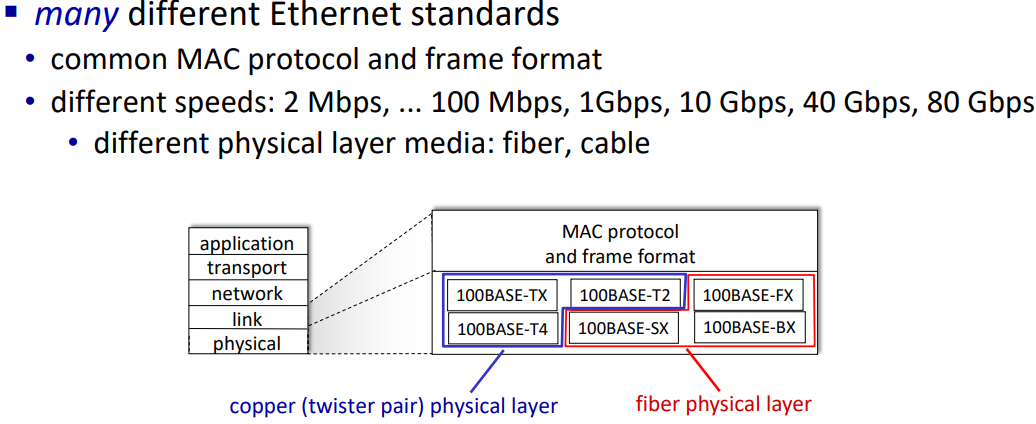 ▪ many different Ethernet standards
• common MAC protocol and frame format
• different speeds: 2 Mbps, ... 100 Mbps, 1Gbps, 10 Gbps, 40 Gbps, 80 Gbps
• different physical layer media: fiber, cable
application
transport
network
link
physical
MAC protocol
and frame format
100BASE-TX 100BASE-T2 100BASE-FX
100BASE-T4 100BASE-SX 100BASE-BX
copper (twister pair) physical layer
fiber physical layer